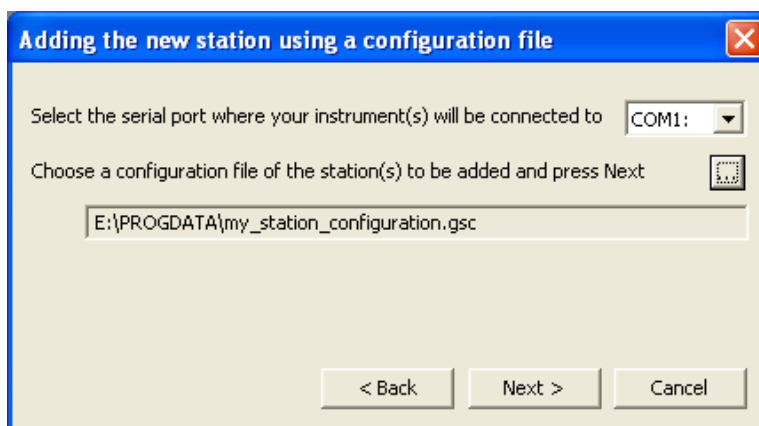 Adding the new station using a configuration file
Select the serial port where your instrument(s) will be connected to COM1:
Choose a configuration file of the station(s) to be added and press Next ...
E:\PROGDATA\my_station_configuration.gsc
< Back Next > Cancel